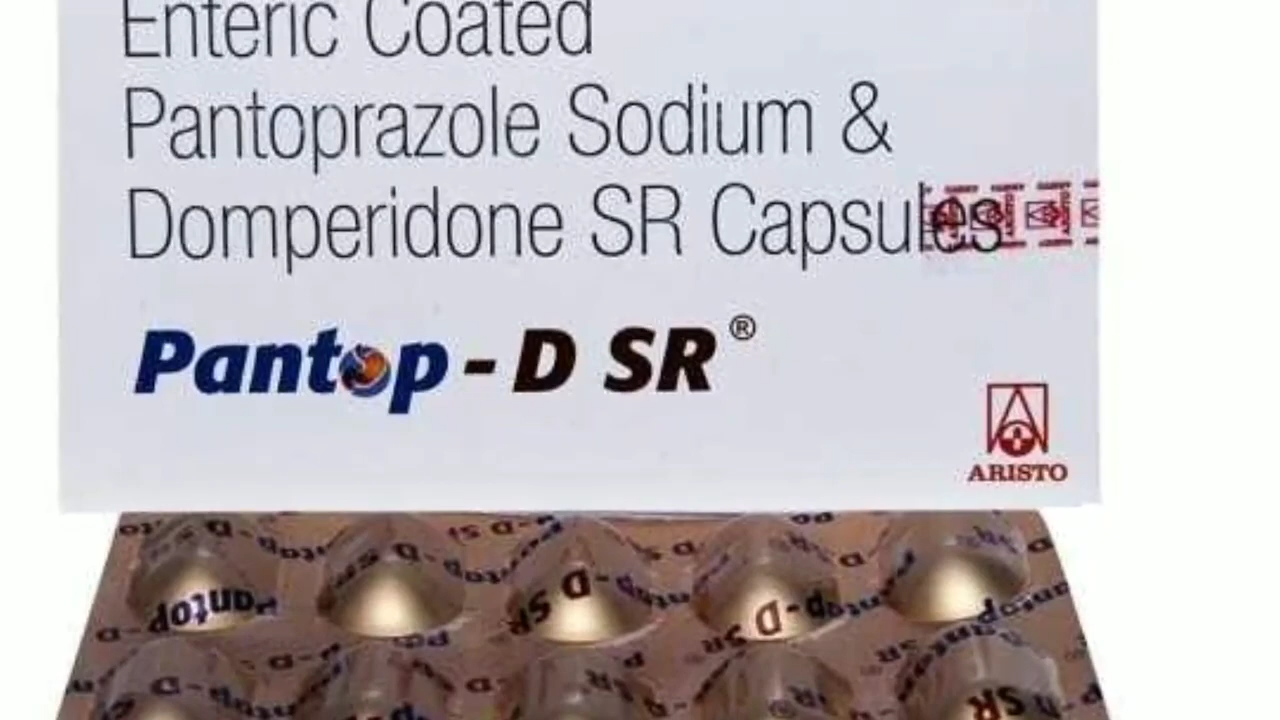 Enteric Coated
Pantoprazole Sodium &
Domperidone SR Capsules
Pantop - D SR®
ARISTO